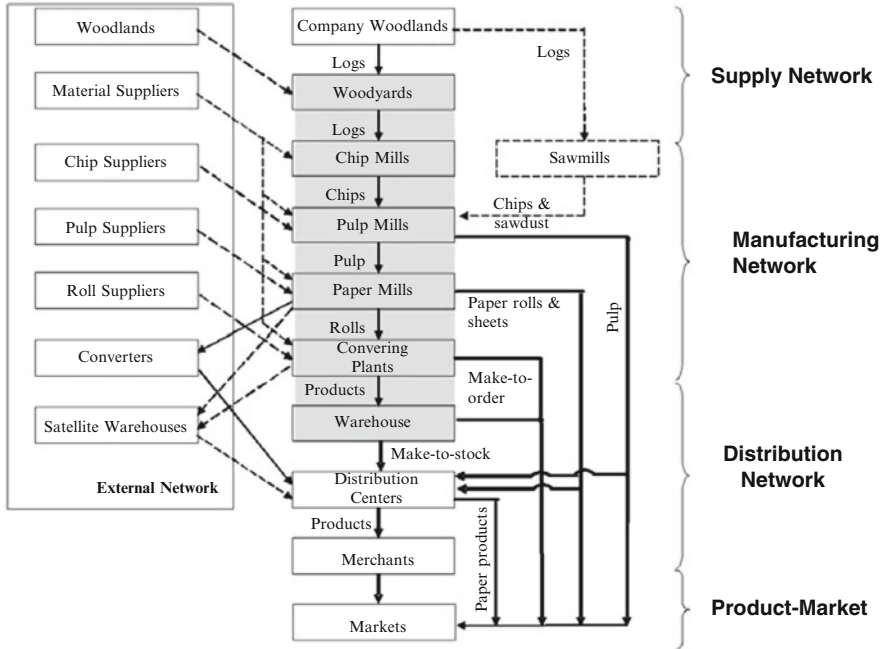 Woodlands
Company Woodlands
Logs
Logs
Supply Network
Material Suppliers
Woodyards
Logs
Chip Suppliers
Chip Mills
Sawmills
Chips
Chips &
sawdust
Pulp Suppliers
Pulp Mills
Manufacturing
Network
Pulp
Roll Suppliers
Paper Mills
Paper rolls &
sheets
Pulp
Rolls
Converters
Convering
Plants
Products
Make-to-
order
Satellite Warehouses
Warehouse
Make-to-stock
Distribution
Network
External Network
Distribution
Centers
Products
Paper products
Merchants
Markets
Product-Market